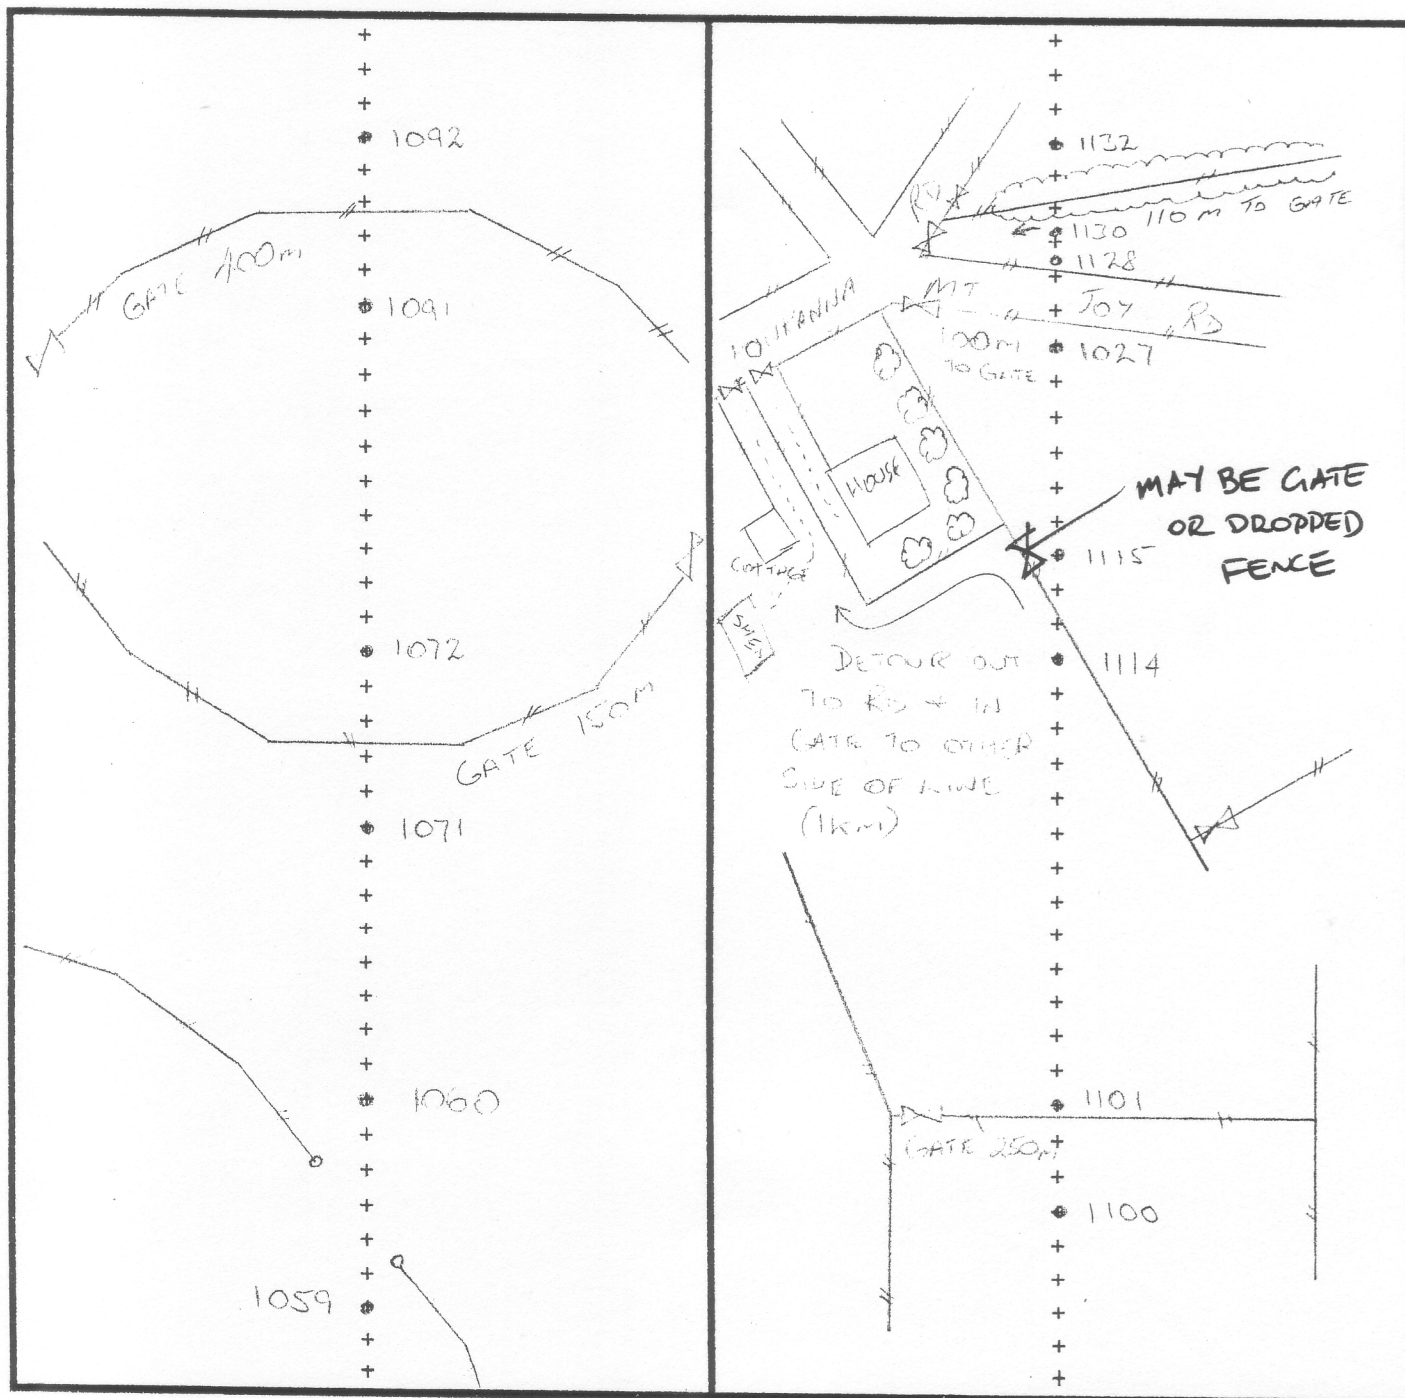 1092
GATE 400m
1091
1072
GATE 150M
1071
1060
1059
1132
RD
110 M TO GATE
1130
1128
MT JOY RD
100m
TO GATE
1027
HOUSE
MAY BE GATE
OR DROPPED
FENCE
1115
COTTAGE
DETOUR OUT
TO RD + IN
GATE TO OTHER
SIDE OF LINE
(1KM)
1114
1101
GATE 250M
1100